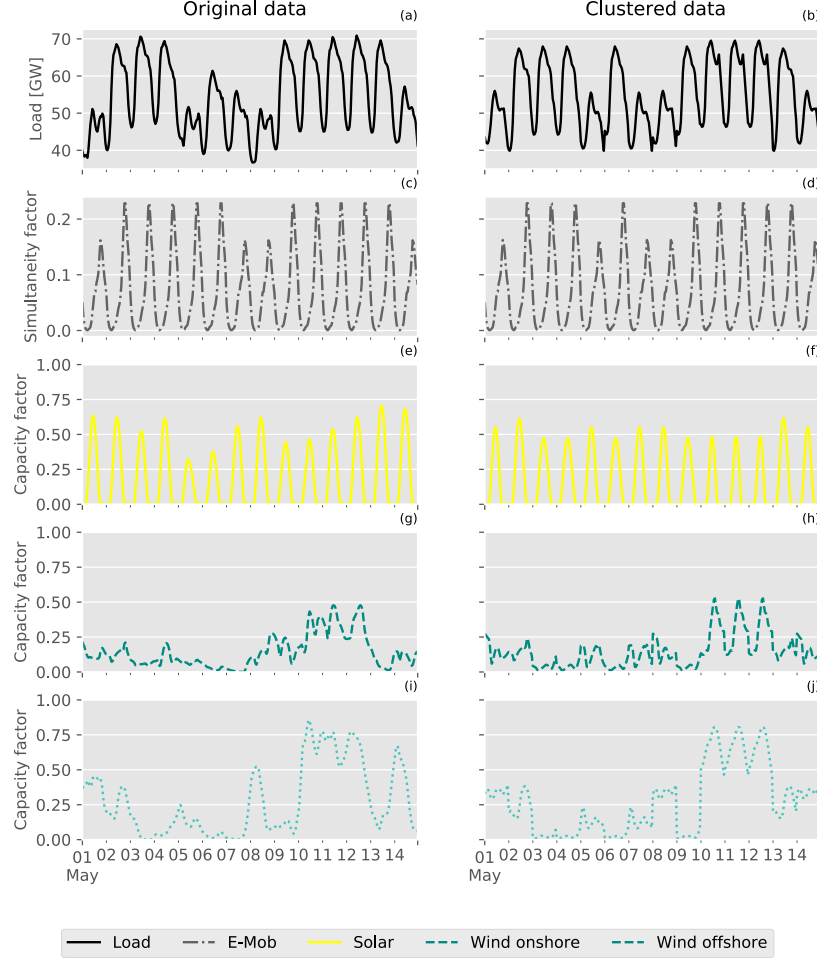 Original data
Clustered data
(a)
(b)
70
60
50
40
Load [GW]
(c)
(d)
0.2
0.1
0.0
Simultaneity factor
(e)
(f)
1.00
0.75
0.50
0.25
0.00
Capacity factor
(g)
(h)
1.00
0.75
0.50
0.25
0.00
Capacity factor
(i)
(j)
1.00
0.75
0.50
0.25
0.00
Capacity factor
01 02 03 04 05 06 07 08 09 10 11 12 13 14
May
01 02 03 04 05 06 07 08 09 10 11 12 13 14
May
Load E-Mob Solar Wind onshore Wind offshore